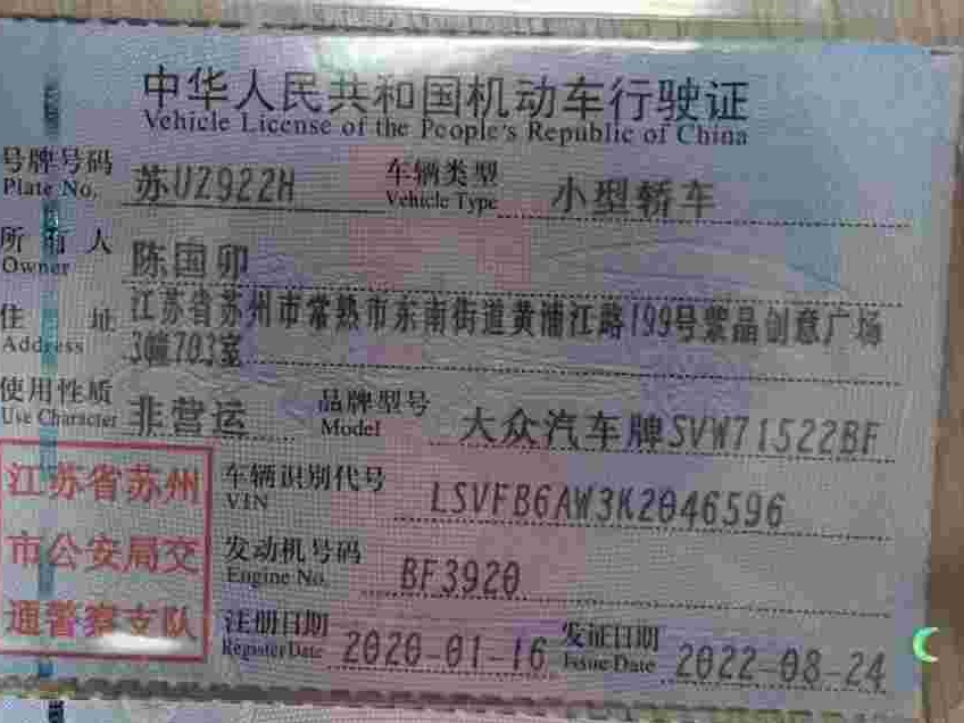 中华人民共和国机动车行驶证
Vehicle License of the People's Republic of China
号牌号码 苏UZ922H 车辆类型 小型轿车
Plate No. Vehicle Type
所有人 陈国卯
Owner
住址 江苏省苏州市常熟市东南街道黄浦江路199号紫晶创意广场
Address 3幢703室
使用性质 非营运 品牌型号 大众汽车牌SVW71522BF
Use Character Model
江苏省苏州 车辆识别代号 LSVFB6AW3K2046596
VIN
市公安局交 发动机号码 BF3920
Engine No.
通警察支队 注册日期 2020-01-16 发证日期 2022-08-24
Register Date Issue Date